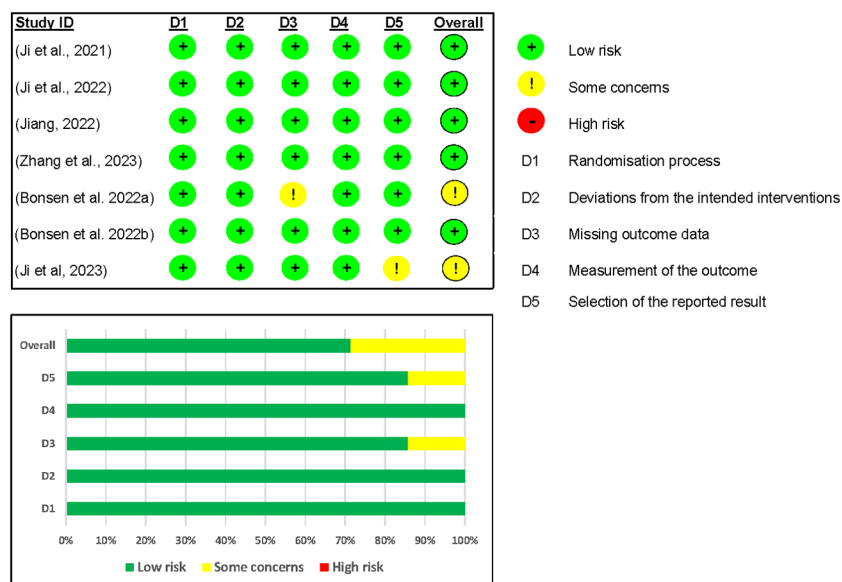 Study ID D1 D2 D3 D4 D5 Overall
(Ji et al., 2021) + + + + + +
(Ji et al., 2022) + + + + + +
(Jiang, 2022) + + + + + +
(Zhang et al., 2023) + + + + + +
(Bonsen et al. 2022a) + + ! + + !
(Bonsen et al. 2022b) + + + + + +
(Ji et al, 2023) + + + + ! !
+ Low risk
! Some concerns
- High risk
D1 Randomisation process
D2 Deviations from the intended interventions
D3 Missing outcome data
D4 Measurement of the outcome
D5 Selection of the reported result
Overall
D5
D4
D3
D2
D1
0% 10% 20% 30% 40% 50% 60% 70% 80% 90% 100%
Low risk Some concerns High risk